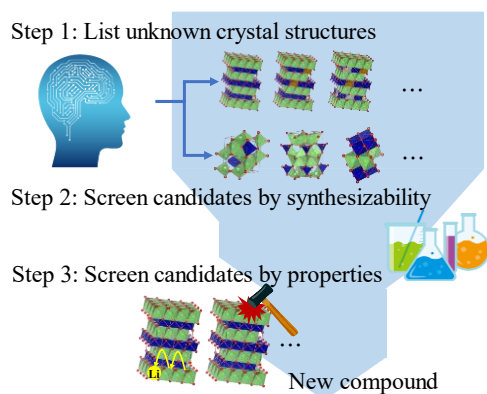 Step 1: List unknown crystal structures
...
...
Step 2: Screen candidates by synthesizability
Step 3: Screen candidates by properties
...
Li
New compound